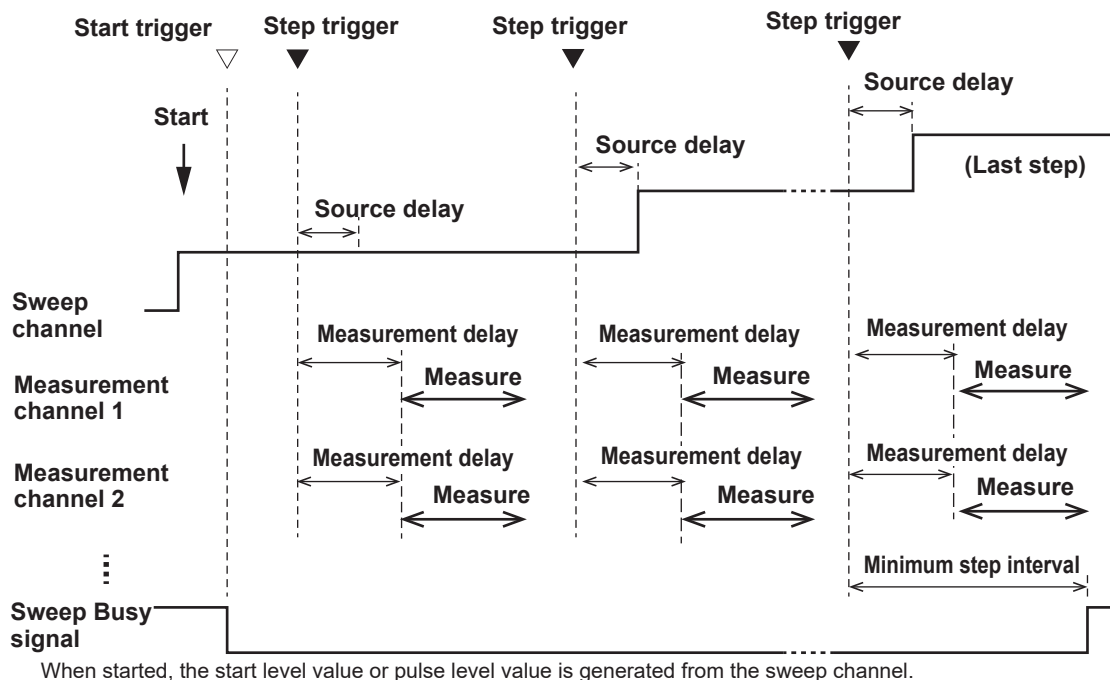 Start trigger
Step trigger
Step trigger
Step trigger
Source delay
Start
Source delay
(Last step)
Source delay
Sweep
channel
Measurement delay
Measurement delay
Measurement delay
Measure
Measure
Measure
Measurement
channel 1
Measurement delay
Measurement delay
Measurement delay
Measurement
channel 2
Measure
Measure
Measure
Minimum step interval
Sweep Busy
signal
When started, the start level value or pulse level value is generated from the sweep channel.